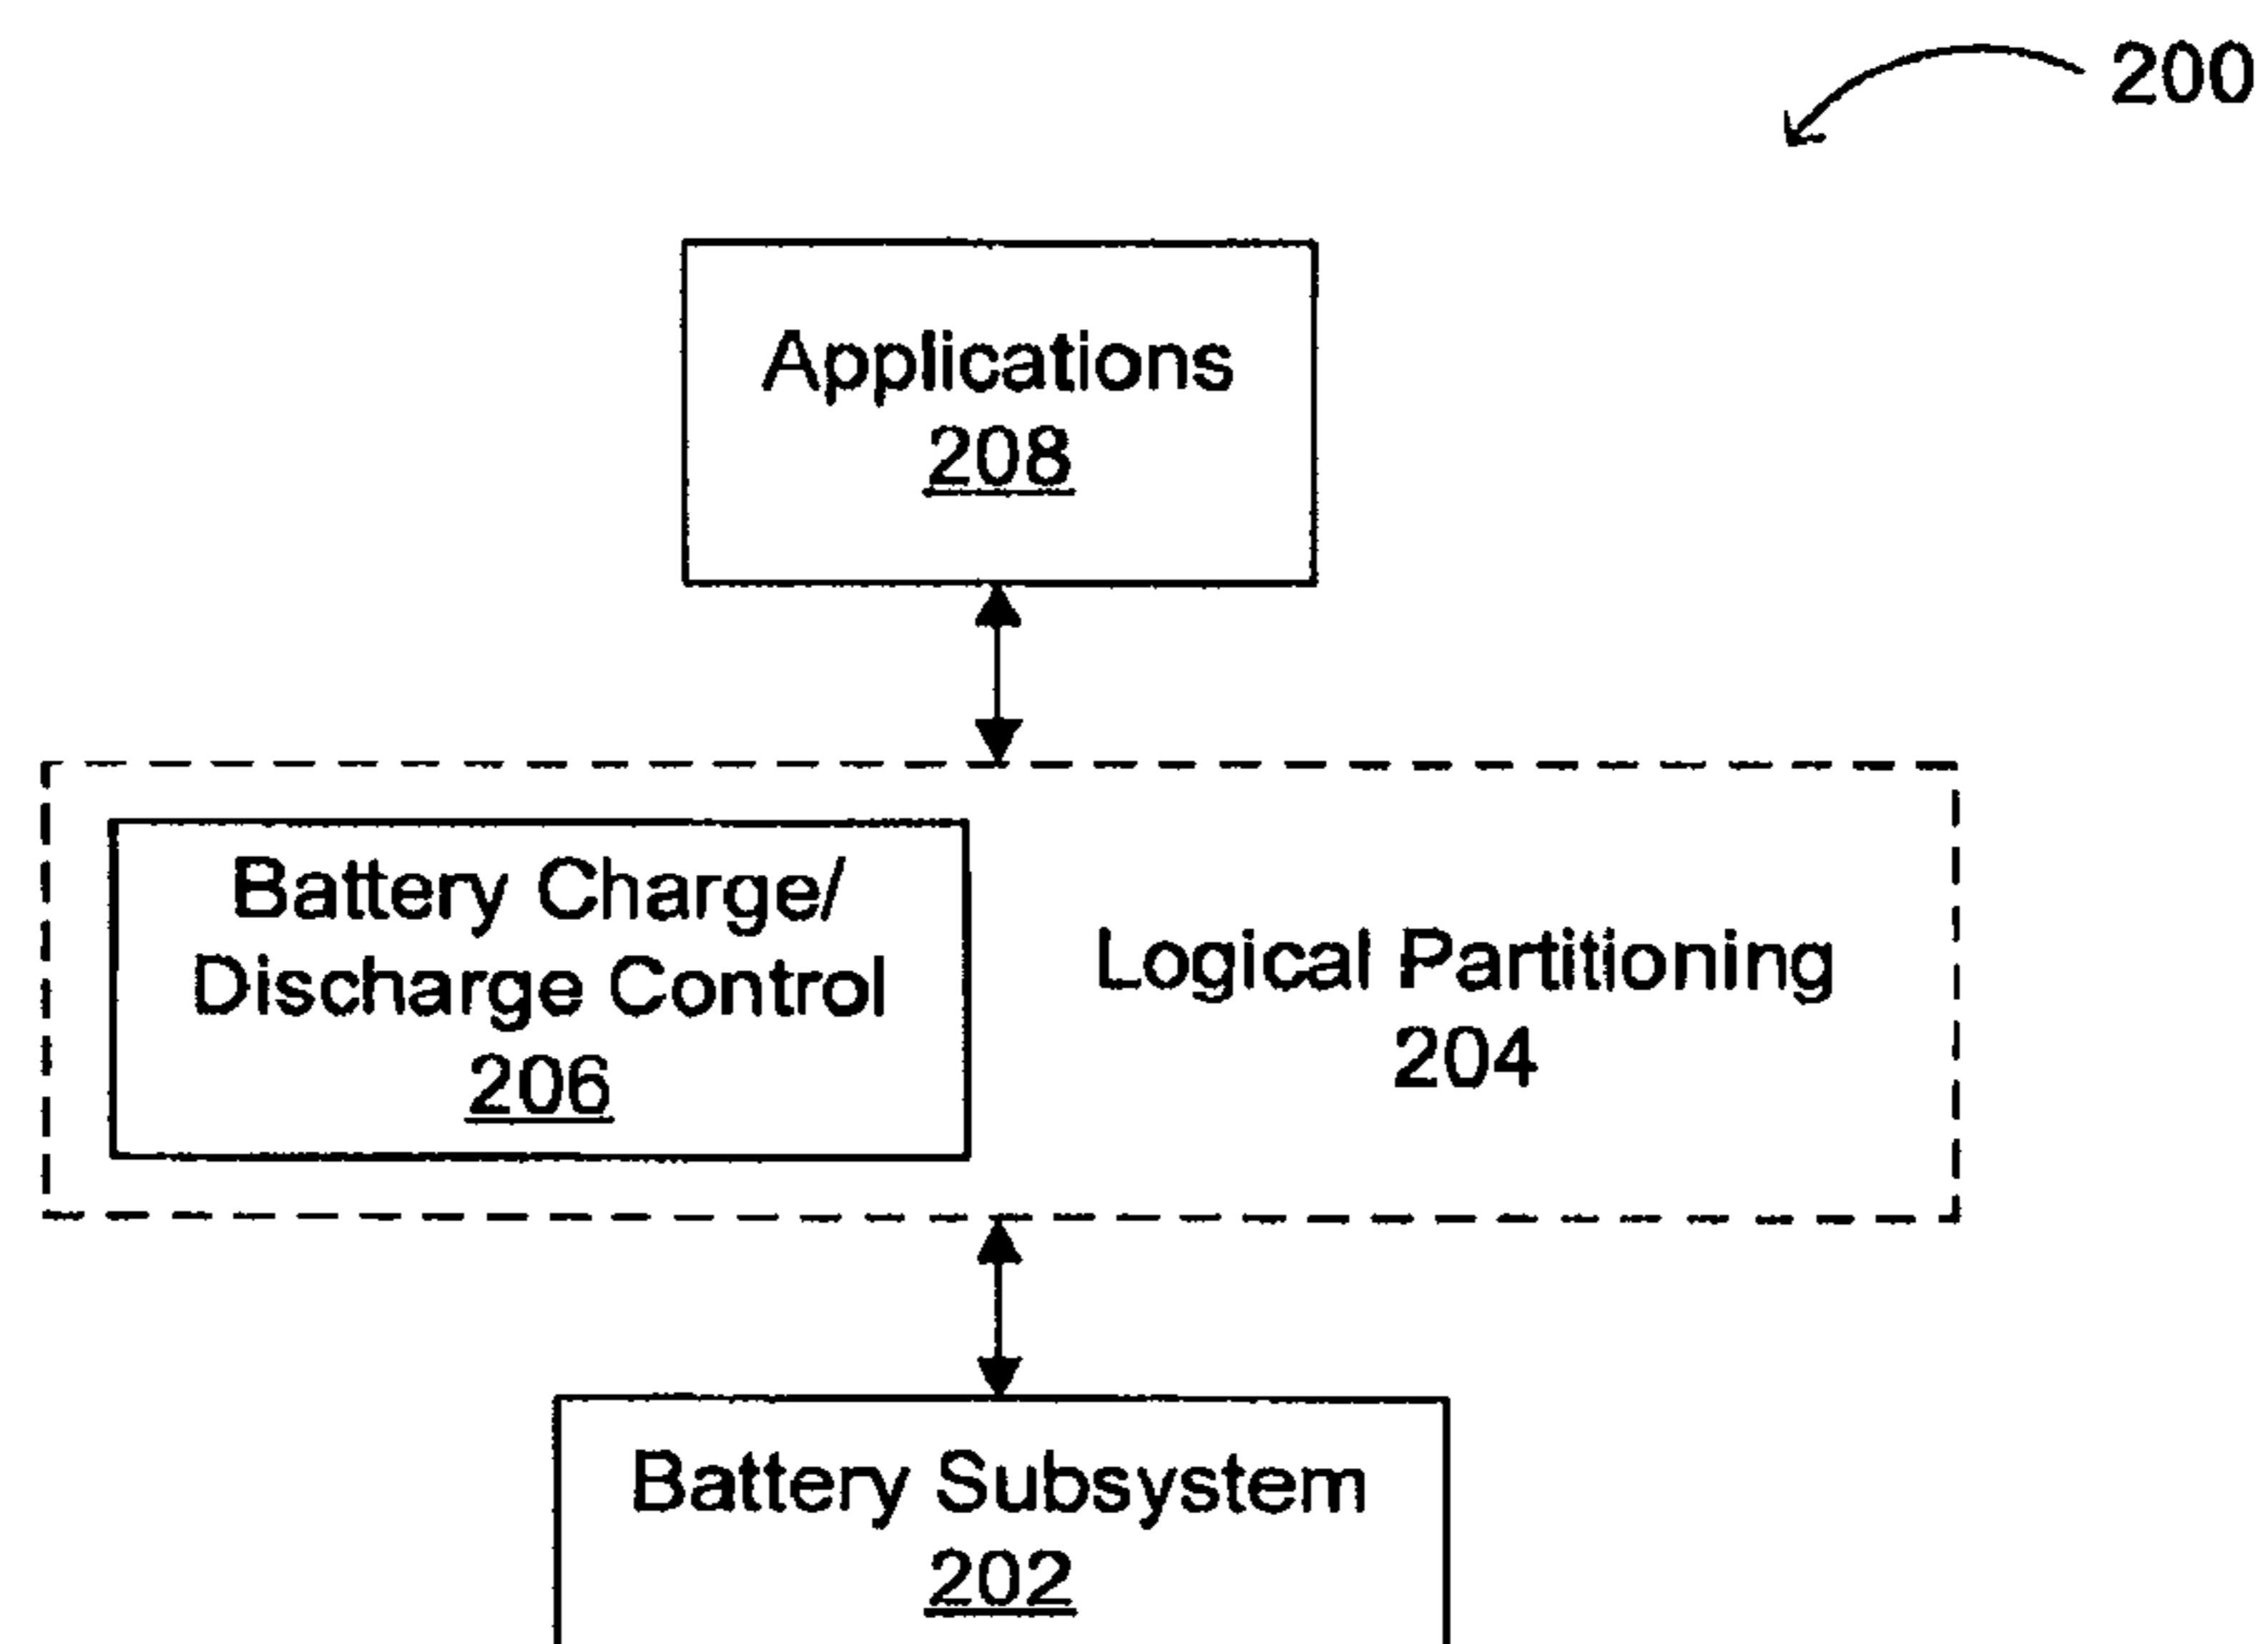 200
Applications
208
Battery Charge/
Discharge Control
206
Logical Partitioning
204
Battery Subsystem
202